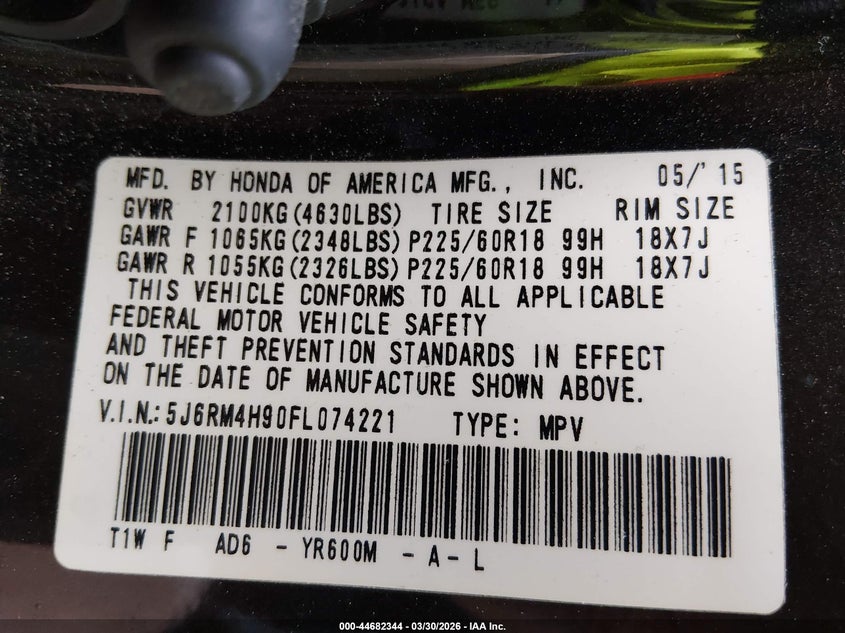 MFD. BY HONDA OF AMERICA MFG., INC. 05/'15
GVWR 2100KG(4630LBS) TIRE SIZE RIM SIZE
GAWR F 1065KG(2348LBS) P225/60R18 99H 18X7J
GAWR R 1055KG(2326LBS) P225/60R18 99H 18X7J
THIS VEHICLE CONFORMS TO ALL APPLICABLE
FEDERAL MOTOR VEHICLE SAFETY
AND THEFT PREVENTION STANDARDS IN EFFECT
ON THE DATE OF MANUFACTURE SHOWN ABOVE.
V.I.N.: 5J6RM4H90FL074221 TYPE: MPV
T1W F AD6 - YR600M - A - L
000-44682344 | 03/30/2026 - IAA Inc.